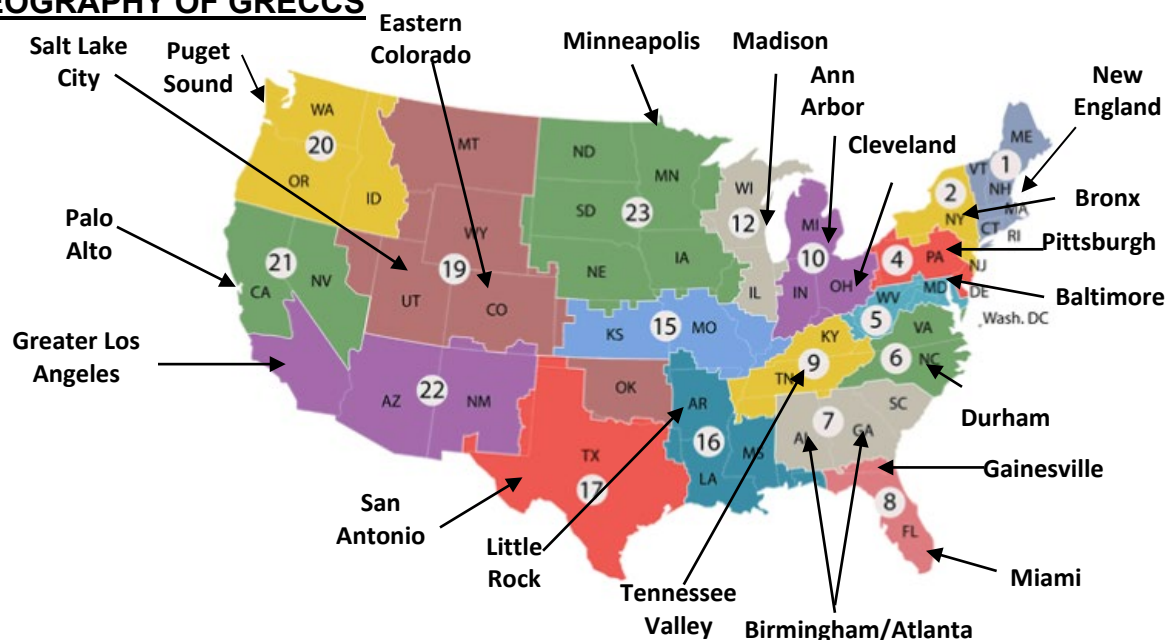 EOGRAPHY OF GRECCS
Eastern
Colorado
Salt Lake
City
Puget
Sound
Minneapolis
Madison
Ann
Arbor
New
England
Cleveland
Bronx
Pittsburgh
Baltimore
Palo
Alto
Greater Los
Angeles
Durham
Gainesville
San
Antonio
Little
Rock
Tennessee
Valley
Birmingham/Atlanta
Miami
WA
20
OR
ID
MT
WY
19
UT
CO
21
NV
CA
22
AZ
NM
ND
MN
SD
23
NE
IA
WI
12
IL
MI
10
IN
OH
KS
15
MO
OK
TX
17
AR
16
LA
MS
KY
9
TN
7
AL
GA
SC
8
FL
6
VA
NC
5
WV
MD
4
PA
NJ
DE
Wash. DC
2
NY
1
ME
VT
NH
MA
CT
RI